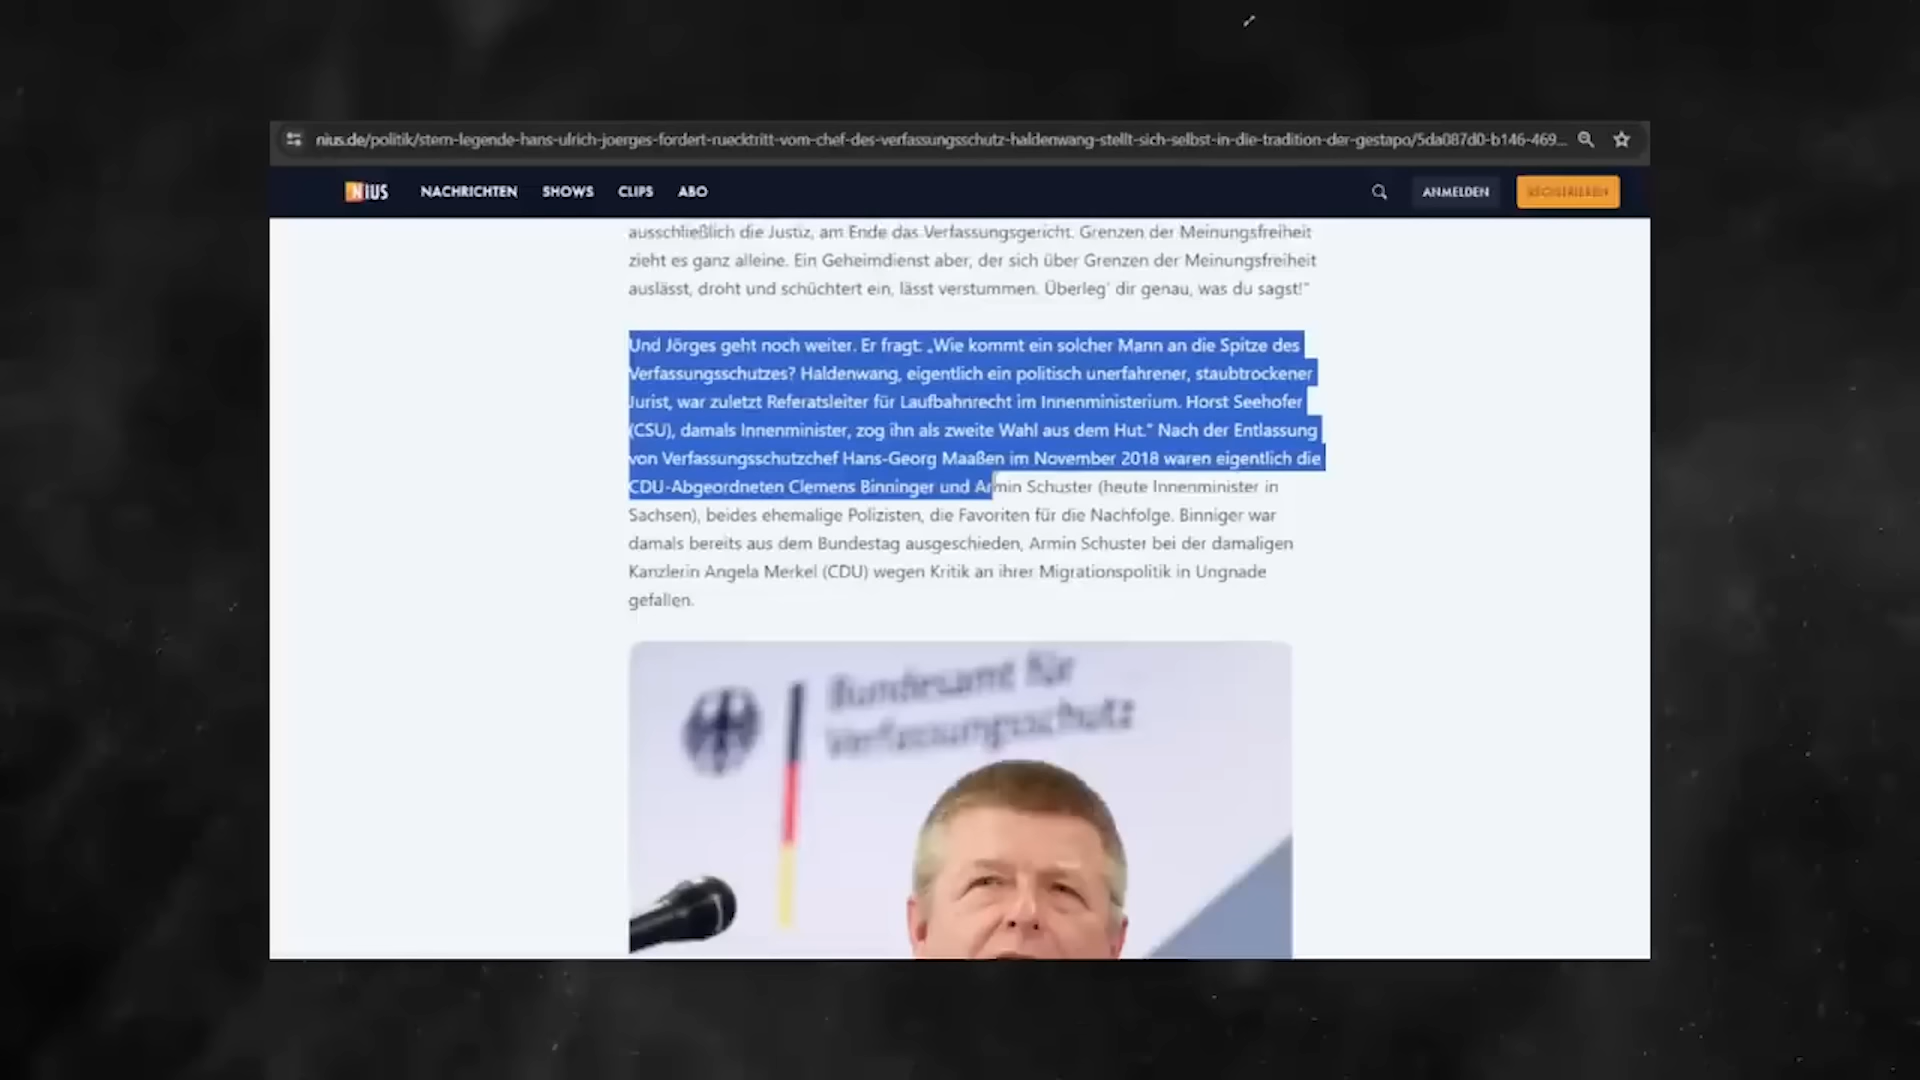 nius.de/politik/stern-legende-hans-ulrich-joerges-fordert-ruecktritt-vom-chef-des-verfassungsschutz-haldenwang-stellt-sich-selbst-in-die-tradition-der-gestapo/5da087d0-b146-469...
NIUS NACHRICHTEN SHOWS CLIPS ABO ANMELDEN REGISTRIEREN
ausschließlich die Justiz, am Ende das Verfassungsgericht. Grenzen der Meinungsfreiheit
zieht es ganz alleine. Ein Geheimdienst aber, der sich über Grenzen der Meinungsfreiheit
auslässt, droht und schüchtert ein, lässt verstummen. Überleg' dir genau, was du sagst!"
Und Jörges geht noch weiter. Er fragt: „Wie kommt ein solcher Mann an die Spitze des
Verfassungsschutzes? Haldenwang, eigentlich ein politisch unerfahrener, staubtrockener
Jurist, war zuletzt Referatsleiter für Laufbahnrecht im Innenministerium. Horst Seehofer
(CSU), damals Innenminister, zog ihn als zweite Wahl aus dem Hut." Nach der Entlassung
von Verfassungsschutzchef Hans-Georg Maaßen im November 2018 waren eigentlich die
CDU-Abgeordneten Clemens Binninger und Armin Schuster (heute Innenminister in
Sachsen), beides ehemalige Polizisten, die Favoriten für die Nachfolge. Binniger war
damals bereits aus dem Bundestag ausgeschieden, Armin Schuster bei der damaligen
Kanzlerin Angela Merkel (CDU) wegen Kritik an ihrer Migrationspolitik in Ungnade
gefallen.
Bundesamt für
Verfassungsschutz